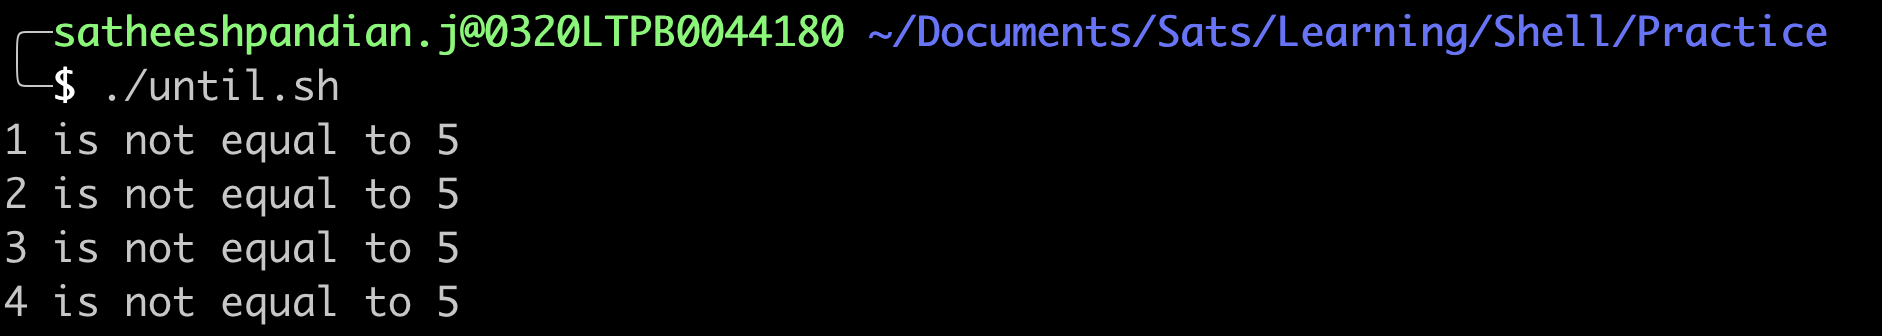 satheeshpandian.j@0320LTPB0044180 ~/Documents/Sats/Learning/Shell/Practice
$ ./until.sh
1 is not equal to 5
2 is not equal to 5
3 is not equal to 5
4 is not equal to 5